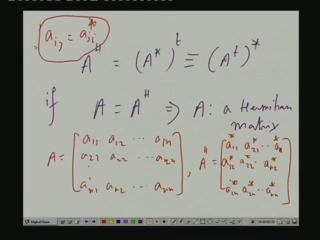 a_ij = a*_ji
A^H = (A*)^t ≡ (A^t)*
if A = A^H ⇒ A : a Hermitian
matrix
A = [ a11 a12 ... a1n
a21 a22 ... a2n
: 
an1 an2 ... ann ] , A^H = [ a*11 a*21 ... a*
a*12 a*22 ... a*n2
a*1n a*2n ... a*nn ]